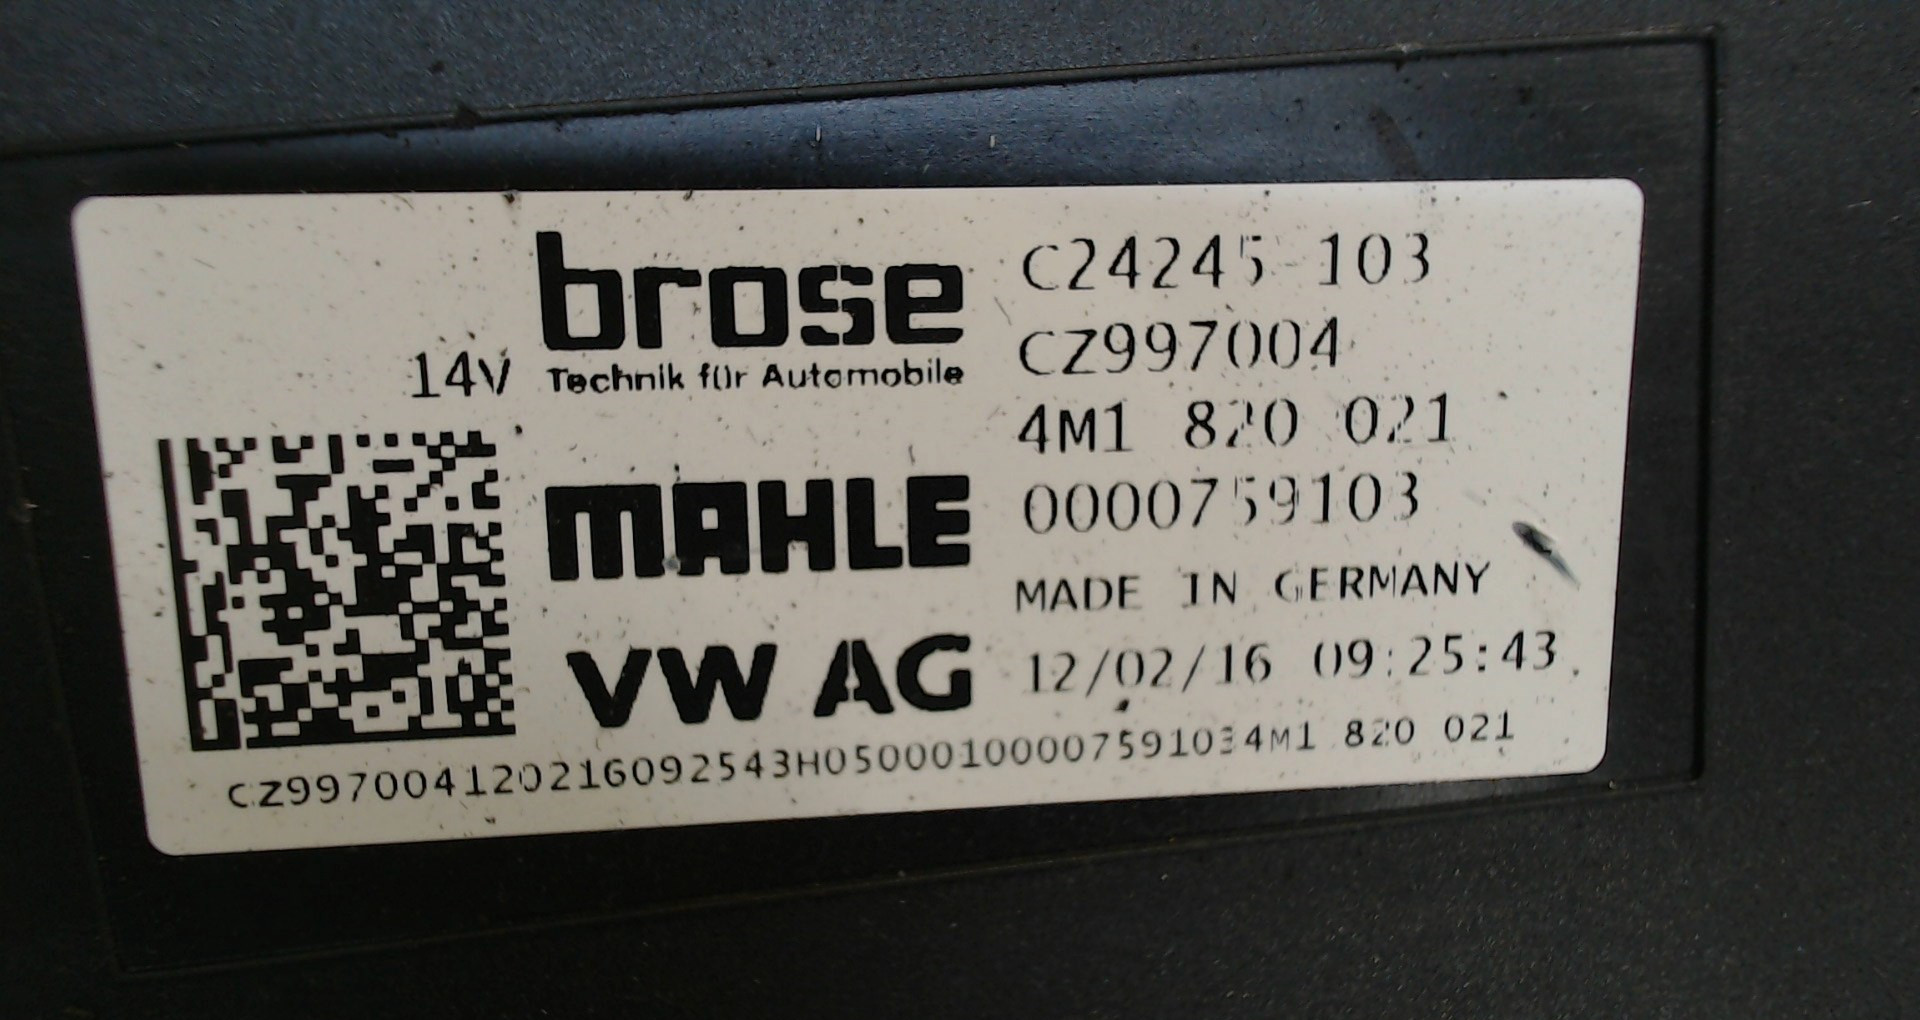 brose
14V Technik für Automobile
MAHLE
VW AG
C24245-103
CZ997004
4M1 820 021
0000759103
MADE IN GERMANY
12/02/16 09:25:43
CZ997004120216092543H05000100007591034M1 820 021